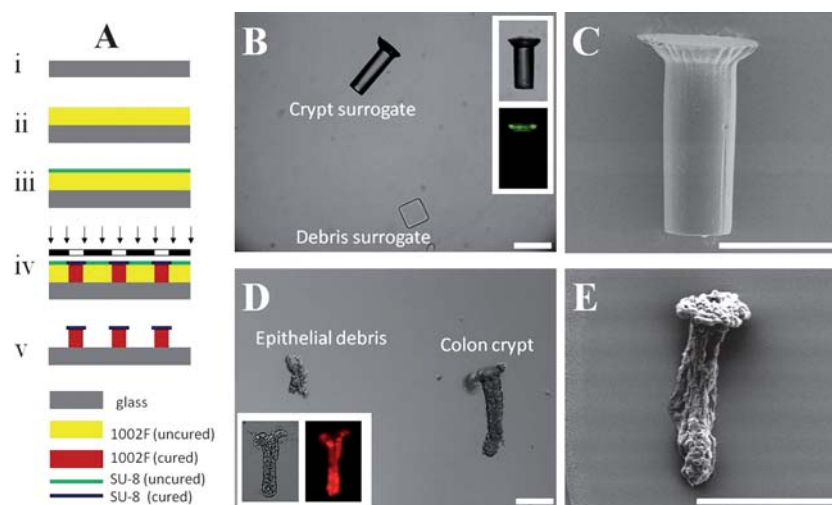 A
i
ii
iii
iv
v
glass
1002F (uncured)
1002F (cured)
SU-8 (uncured)
SU-8 (cured)
B
Crypt surrogate
Debris surrogate
C
D
Epithelial debris
Colon crypt
E